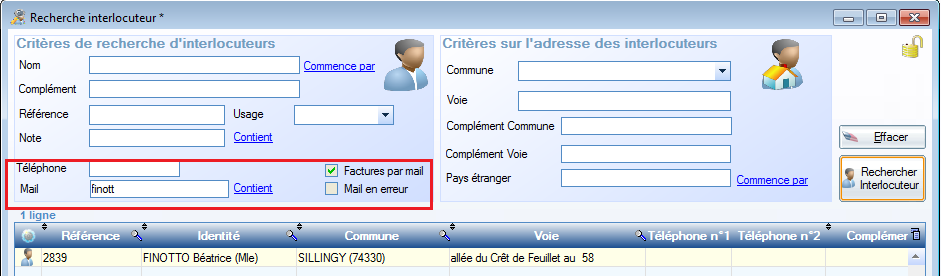 Recherche interlocuteur *
Critères de recherche d'interlocuteurs
Nom
Commence par
Complément
Référence
Usage
Note
Contient
Téléphone
Factures par mail
Mail
finott
Contient
Mail en erreur
Critères sur l'adresse des interlocuteurs
Commune
Voie
Complément Commune
Complément Voie
Pays étranger
Commence par
Effacer
Rechercher
Interlocuteur
1 ligne
Référence Identité Commune Voie Téléphone n°1 Téléphone n°2 Complémer
2839 FINOTTO Béatrice (Mle) SILLINGY (74330) allée du Crêt de Feuillet au 58